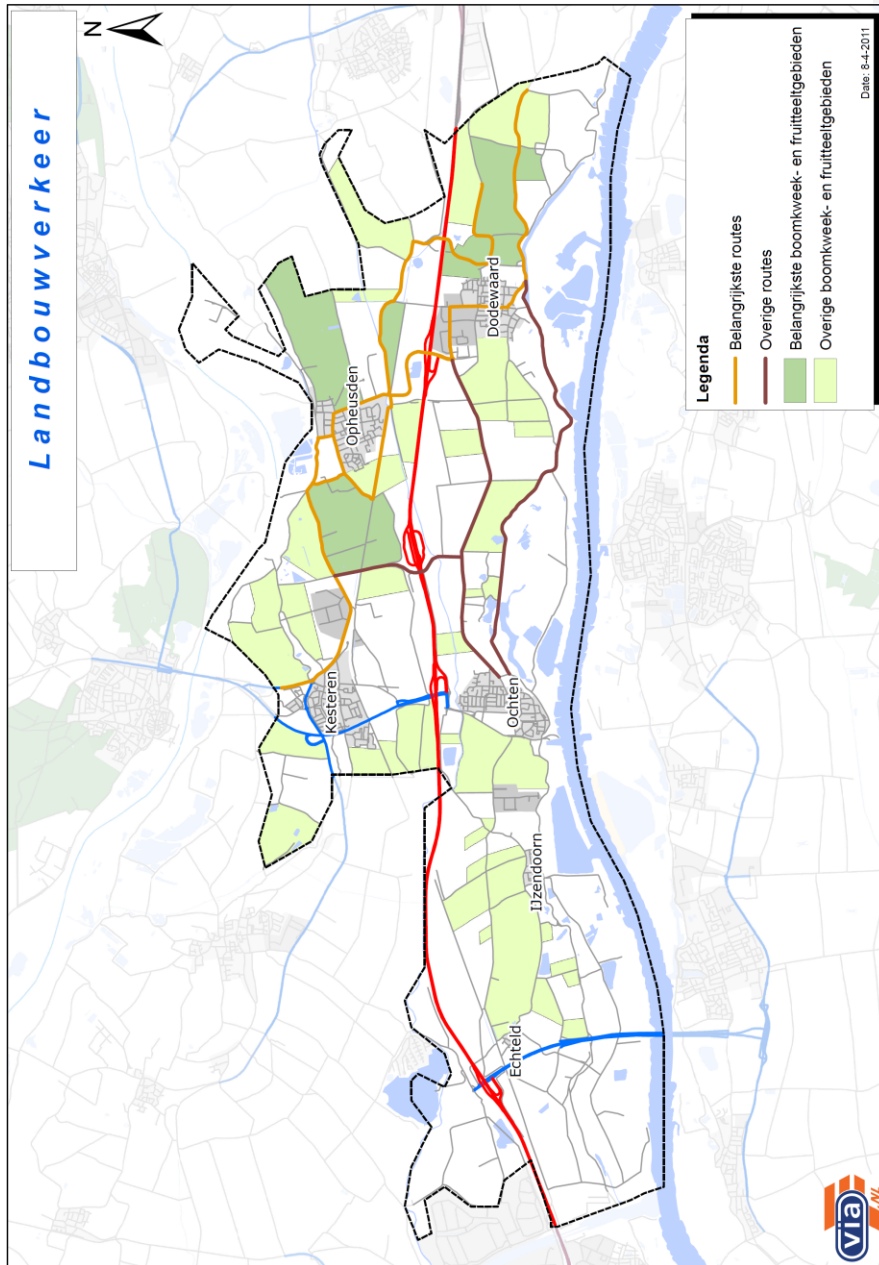 Landbouwverkeer
N
Opheusden
Dodewaard
Kesteren
Ochten
IJzendoorn
Echteld
Legenda
Belangrijkste routes
Overige routes
Belangrijkste boomkweek- en fruitteeltgebieden
Overige boomkweek- en fruitteeltgebieden
Date: 8-4-2011
via
.NL